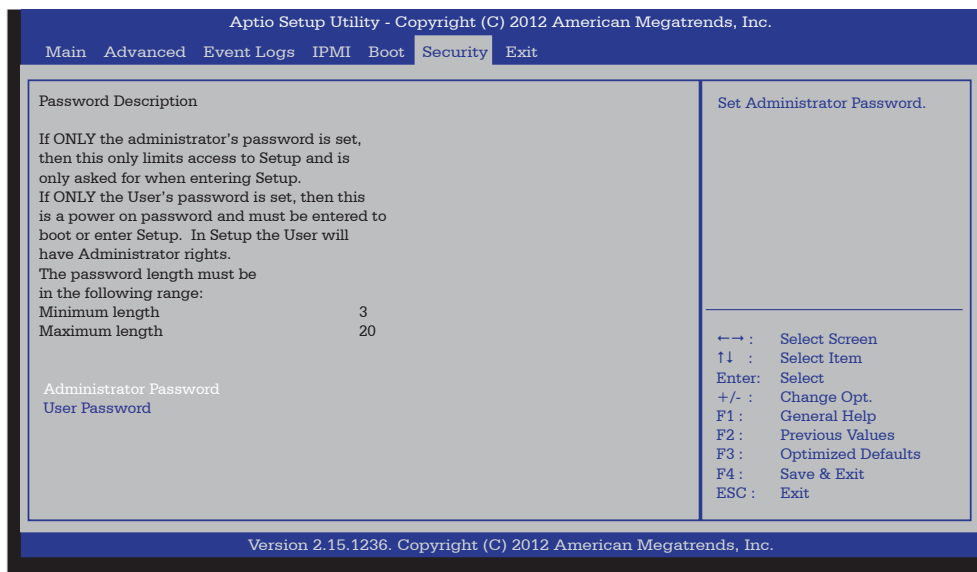 Aptio Setup Utility - Copyright (C) 2012 American Megatrends, Inc.
Main Advanced Event Logs IPMI Boot Security Exit
Password Description
If ONLY the administrator's password is set,
then this only limits access to Setup and is
only asked for when entering Setup.
If ONLY the User's password is set, then this
is a power on password and must be entered to
boot or enter Setup. In Setup the User will
have Administrator rights.
The password length must be
in the following range:
Minimum length 3
Maximum length 20
Administrator Password
User Password
Set Administrator Password.
←→ : Select Screen
↑↓ : Select Item
Enter: Select
+/- : Change Opt.
F1 : General Help
F2 : Previous Values
F3 : Optimized Defaults
F4 : Save & Exit
ESC : Exit
Version 2.15.1236. Copyright (C) 2012 American Megatrends, Inc.